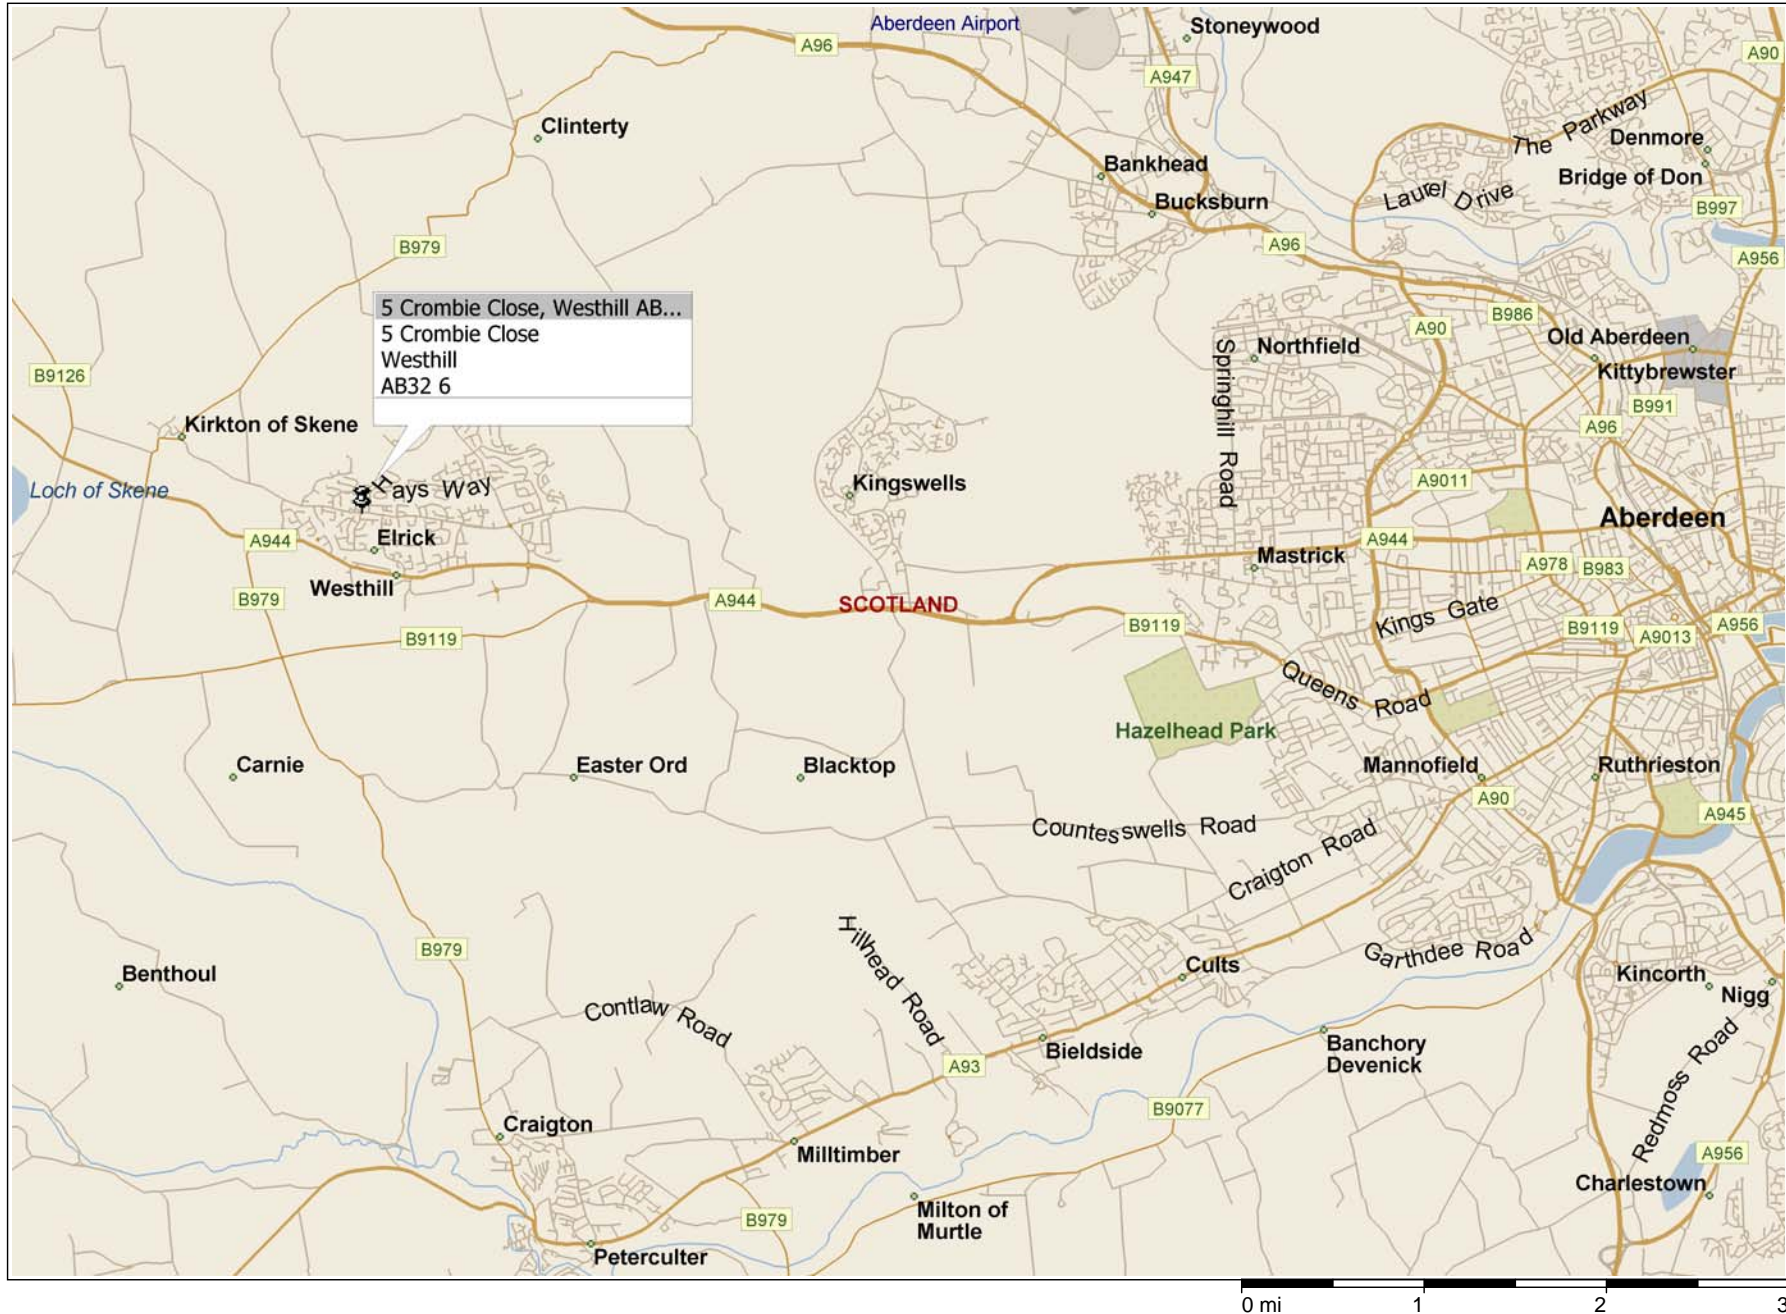 Aberdeen Airport
Stoneywood
A96
A90
A947
The Parkway
Clinterty
Denmore
Bankhead
Bridge of Don
Laurel Drive
Bucksburn
B997
B979
A96
A956
5 Crombie Close, Westhill AB...
5 Crombie Close
Westhill
AB32 6
B986
A90
Old Aberdeen
Springhill Road
Northfield
Kittybrewster
B9126
B991
Kirkton of Skene
A96
Loch of Skene
Hays Way
Kingswells
A9011
Aberdeen
Elrick
A944
A944
Mastrick
A978
B983
Westhill
B979
A944
SCOTLAND
Kings Gate
B9119
B9119
B9119
A9013
A956
Queens Road
Hazelhead Park
Carnie
Easter Ord
Blacktop
Mannofield
Ruthrieston
A90
A945
Countesswells Road
Craigton Road
Hillhead Road
B979
Garthdee Road
Benthoul
Cults
Kincorth
Nigg
Contlaw Road
Bieldside
Banchory
Devenick
A93
Redmoss Road
B9077
Craigton
Milltimber
A956
Charlestown
Milton of
Murtle
B979
Peterculter
0 mi 1 2 3